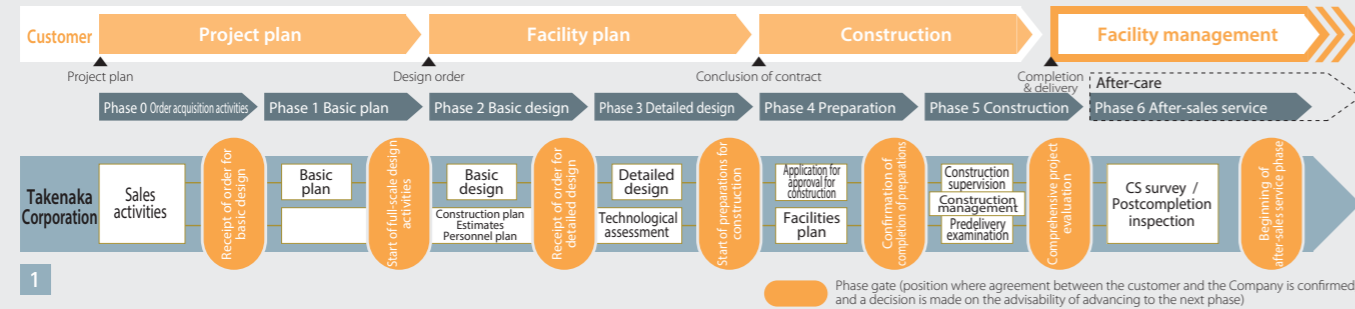 Customer
Project plan
Facility plan
Construction
Facility management
Project plan
Design order
Conclusion of contract
Completion
& delivery
After-care
Phase 0 Order acquisition activities
Phase 1 Basic plan
Phase 2 Basic design
Phase 3 Detailed design
Phase 4 Preparation
Phase 5 Construction
Phase 6 After-sales service
Takenaka
Corporation
Sales
activities
Receipt of order for
basic design
Basic
plan
Start of full-scale design
activities
Basic
design
Construction plan
Estimates
Personnel plan
Receipt of order for
detailed design
Detailed
design
Technological
assessment
Start of preparations for
construction
Application for
approval for
construction
Facilities
plan
Confirmation of
completion of preparations
Construction
supervision
Construction
management
Predelivery
examination
Comprehensive project
evaluation
CS survey /
Postcompletion
inspection
Beginning of
after-sales service phase
1
Phase gate (position where agreement between the customer and the Company is confirmed
and a decision is made on the advisability of advancing to the next phase)